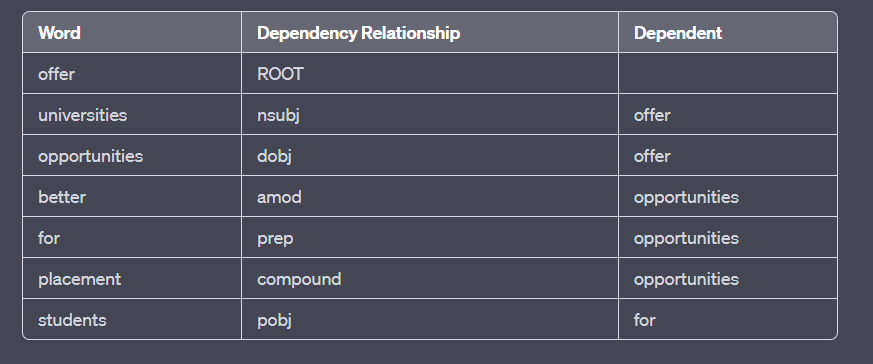 Word Dependency Relationship Dependent
offer ROOT
universities nsubj offer
opportunities dobj offer
better amod opportunities
for prep opportunities
placement compound opportunities
students pobj for